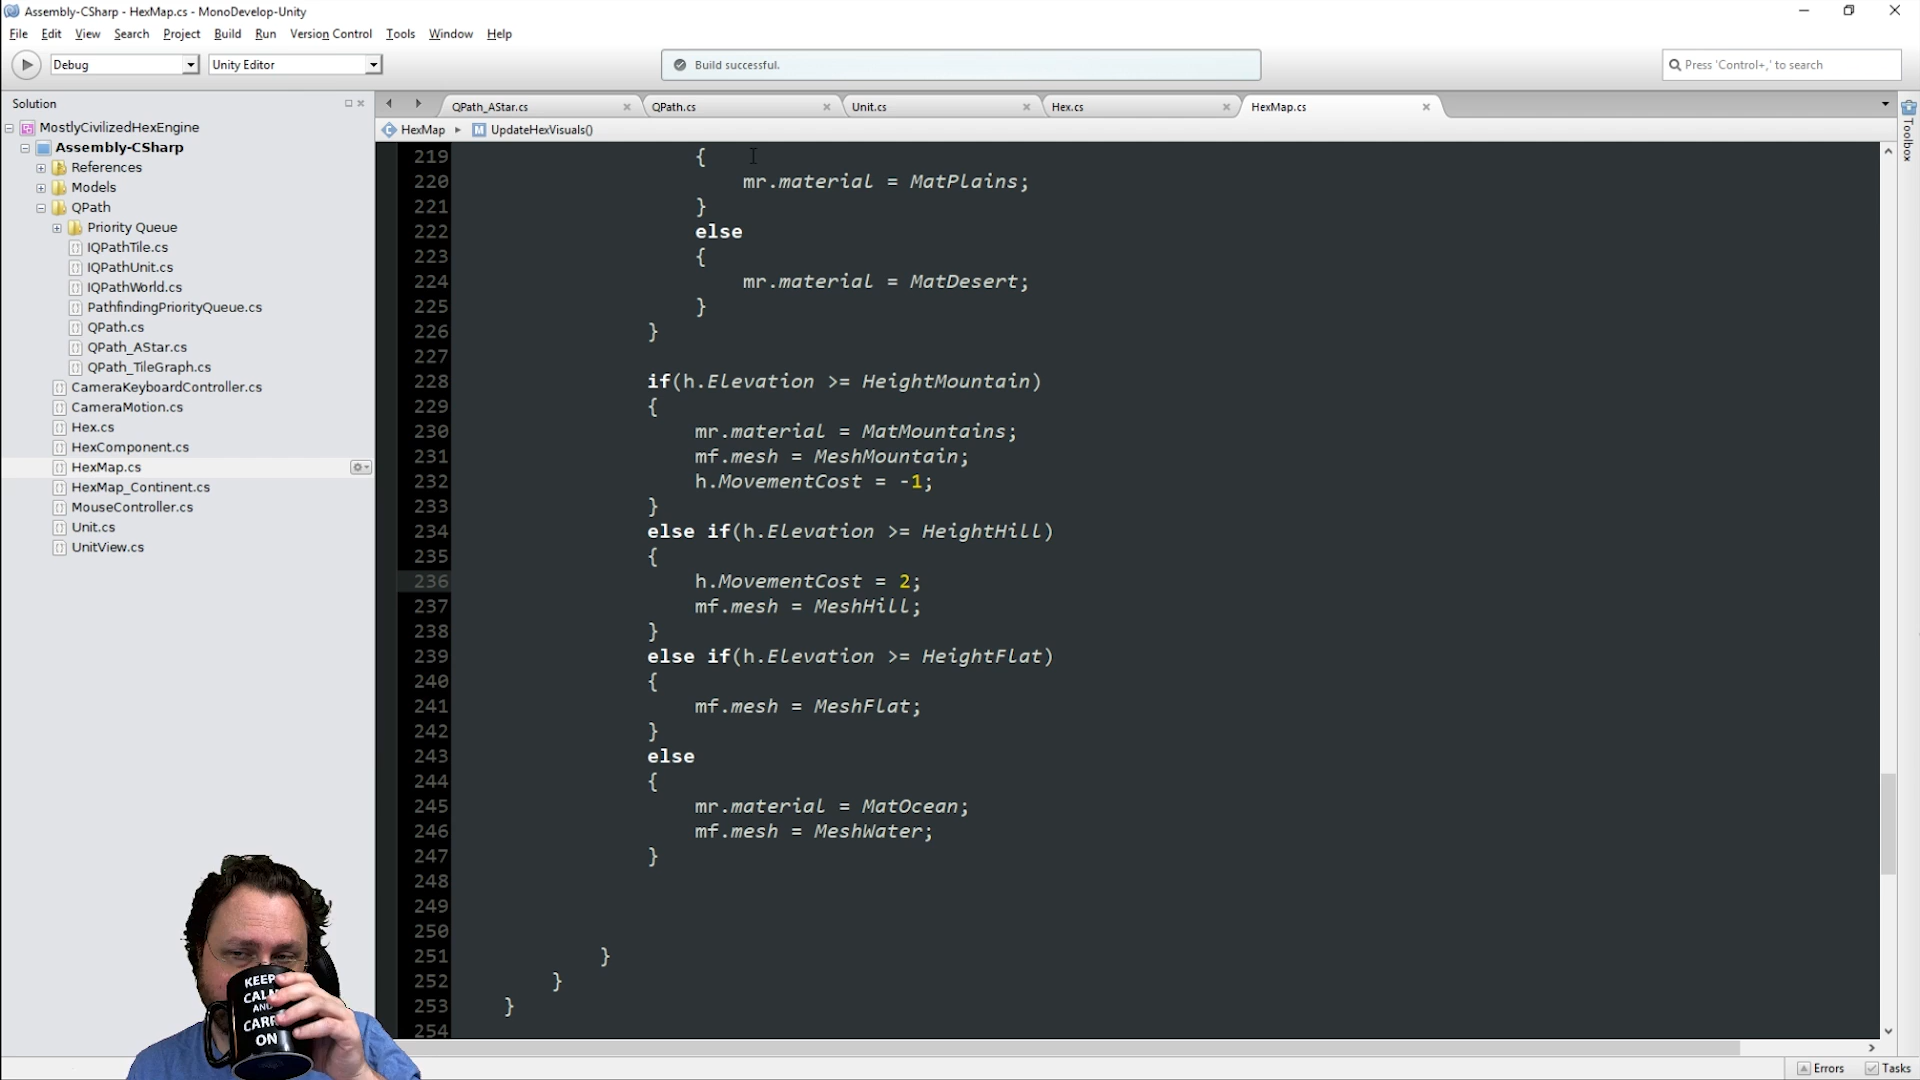 Assembly-CSharp - HexMap.cs - MonoDevelop-Unity
File Edit View Search Project Build Run Version Control Tools Window Help
Debug
Unity Editor
Build successful.
Press 'Control+,' to search
Solution
QPath_AStar.cs
QPath.cs
Unit.cs
Hex.cs
HexMap.cs
HexMap
UpdateHexVisuals()
Toolbox
MostlyCivilizedHexEngine
Assembly-CSharp
References
Models
QPath
Priority Queue
IQPathTile.cs
IQPathUnit.cs
IQPathWorld.cs
PathfindingPriorityQueue.cs
QPath.cs
QPath_AStar.cs
QPath_TileGraph.cs
CameraKeyboardController.cs
CameraMotion.cs
Hex.cs
HexComponent.cs
HexMap.cs
HexMap_Continent.cs
MouseController.cs
Unit.cs
UnitView.cs
219 {
220 mr.material = MatPlains;
221 }
222 else
223 {
224 mr.material = MatDesert;
225 }
226 }
227
228 if(h.Elevation >= HeightMountain)
229 {
230 mr.material = MatMountains;
231 mf.mesh = MeshMountain;
232 h.MovementCost = -1;
233 }
234 else if(h.Elevation >= HeightHill)
235 {
236 h.MovementCost = 2;
237 mf.mesh = MeshHill;
238 }
239 else if(h.Elevation >= HeightFlat)
240 {
241 mf.mesh = MeshFlat;
242 }
243 else
244 {
245 mr.material = MatOcean;
246 mf.mesh = MeshWater;
247 }
248
249
250
251 }
252 }
253 }
254
KEEP
CALM
AND
CARR
ON
Errors
Tasks